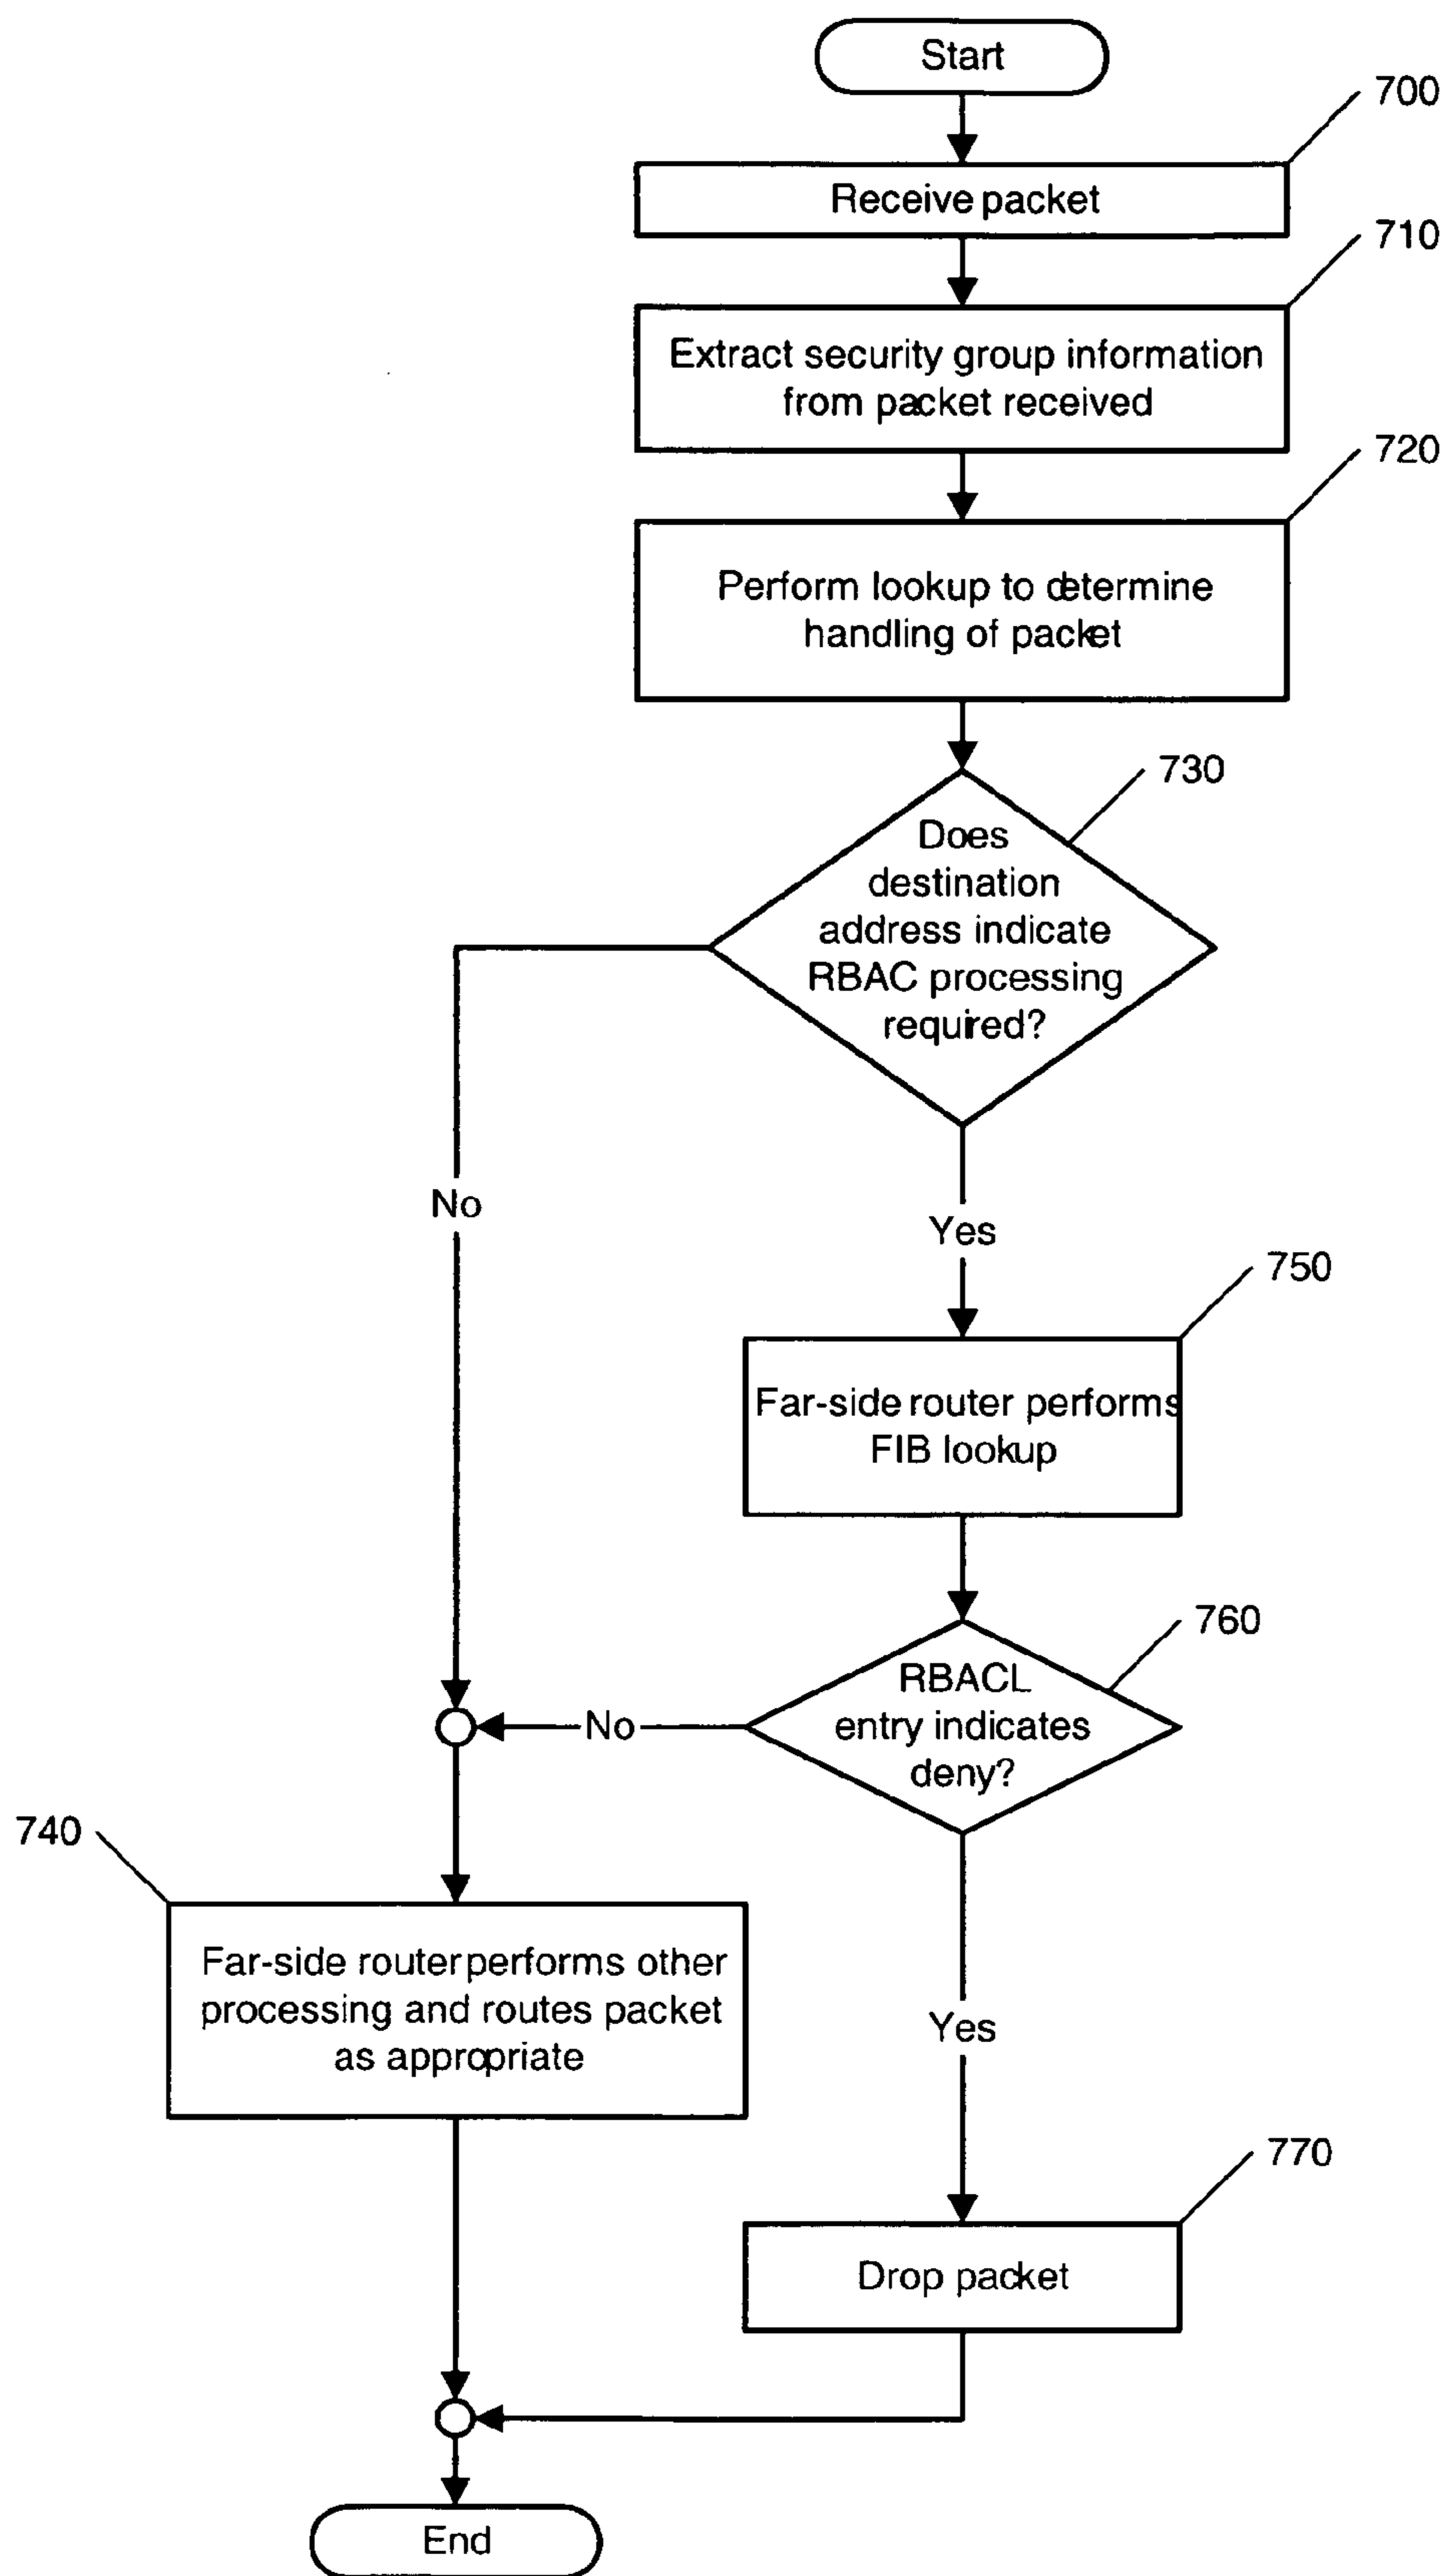 Start
700
Receive packet
710
Extract security group information
from packet received
720
Perform lookup to determine
handling of packet
730
Does
destination
address indicate
RBAC processing
required?
No
Yes
750
Far-side router performs
FIB lookup
760
RBACL
entry indicates
deny?
No
740
Far-side router performs other
processing and routes packet
as appropriate
Yes
770
Drop packet
End